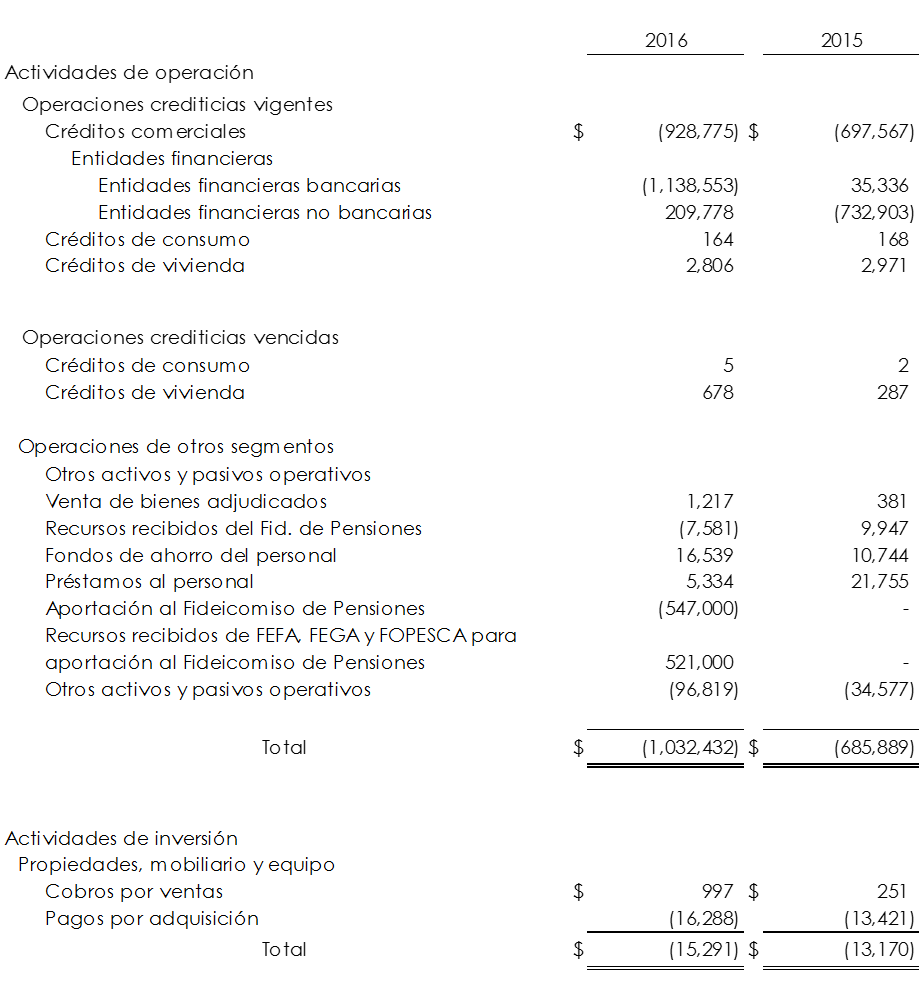 2016 2015
Actividades de operación
Operaciones crediticias vigentes
Créditos comerciales $ (928,775) $ (697,567)
Entidades financieras
Entidades financieras bancarias (1,138,553) 35,336
Entidades financieras no bancarias 209,778 (732,903)
Créditos de consumo 164 168
Créditos de vivienda 2,806 2,971
Operaciones crediticias vencidas
Créditos de consumo 5 2
Créditos de vivienda 678 287
Operaciones de otros segmentos
Otros activos y pasivos operativos
Venta de bienes adjudicados 1,217 381
Recursos recibidos del Fid. de Pensiones (7,581) 9,947
Fondos de ahorro del personal 16,539 10,744
Préstamos al personal 5,334 21,755
Aportación al Fideicomiso de Pensiones (547,000) -
Recursos recibidos de FEFA, FEGA y FOPESCA para
aportación al Fideicomiso de Pensiones 521,000 -
Otros activos y pasivos operativos (96,819) (34,577)
Total $ (1,032,432) $ (685,889)
Actividades de inversión
Propiedades, mobiliario y equipo
Cobros por ventas $ 997 $ 251
Pagos por adquisición (16,288) (13,421)
Total $ (15,291) $ (13,170)